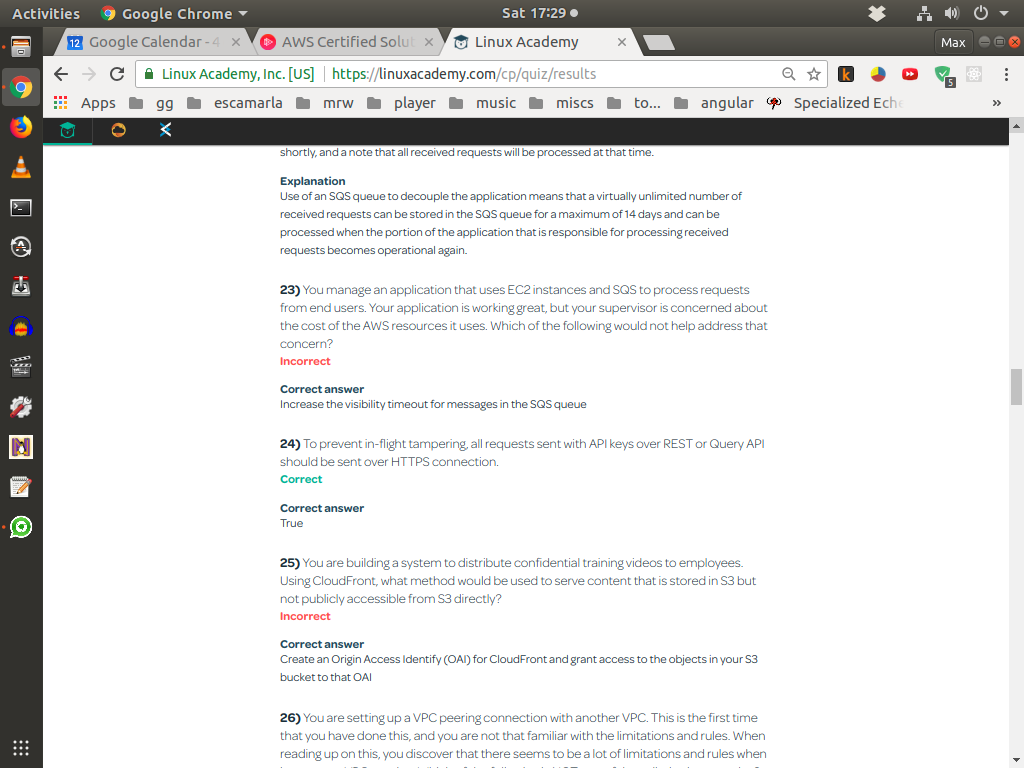 Activities Google Chrome Sat 17:29
Google Calendar - 4 AWS Certified Solut Linux Academy Max
Linux Academy, Inc. [US] https://linuxacademy.com/cp/quiz/results k 5
Apps gg escamarla mrw player music miscs to... angular Specialized Eche »
shortly, and a note that all received requests will be processed at that time.
Explanation
Use of an SQS queue to decouple the application means that a virtually unlimited number of
received requests can be stored in the SQS queue for a maximum of 14 days and can be
processed when the portion of the application that is responsible for processing received
requests becomes operational again.
23) You manage an application that uses EC2 instances and SQS to process requests
from end users. Your application is working great, but your supervisor is concerned about
the cost of the AWS resources it uses. Which of the following would not help address that
concern?
Incorrect
Correct answer
Increase the visibility timeout for messages in the SQS queue
24) To prevent in-flight tampering, all requests sent with API keys over REST or Query API
should be sent over HTTPS connection.
Correct
Correct answer
True
25) You are building a system to distribute confidential training videos to employees.
Using CloudFront, what method would be used to serve content that is stored in S3 but
not publicly accessible from S3 directly?
Incorrect
Correct answer
Create an Origin Access Identify (OAI) for CloudFront and grant access to the objects in your S3
bucket to that OAI
26) You are setting up a VPC peering connection with another VPC. This is the first time
that you have done this, and you are not that familiar with the limitations and rules. When
reading up on this, you discover that there seems to be a lot of limitations and rules when